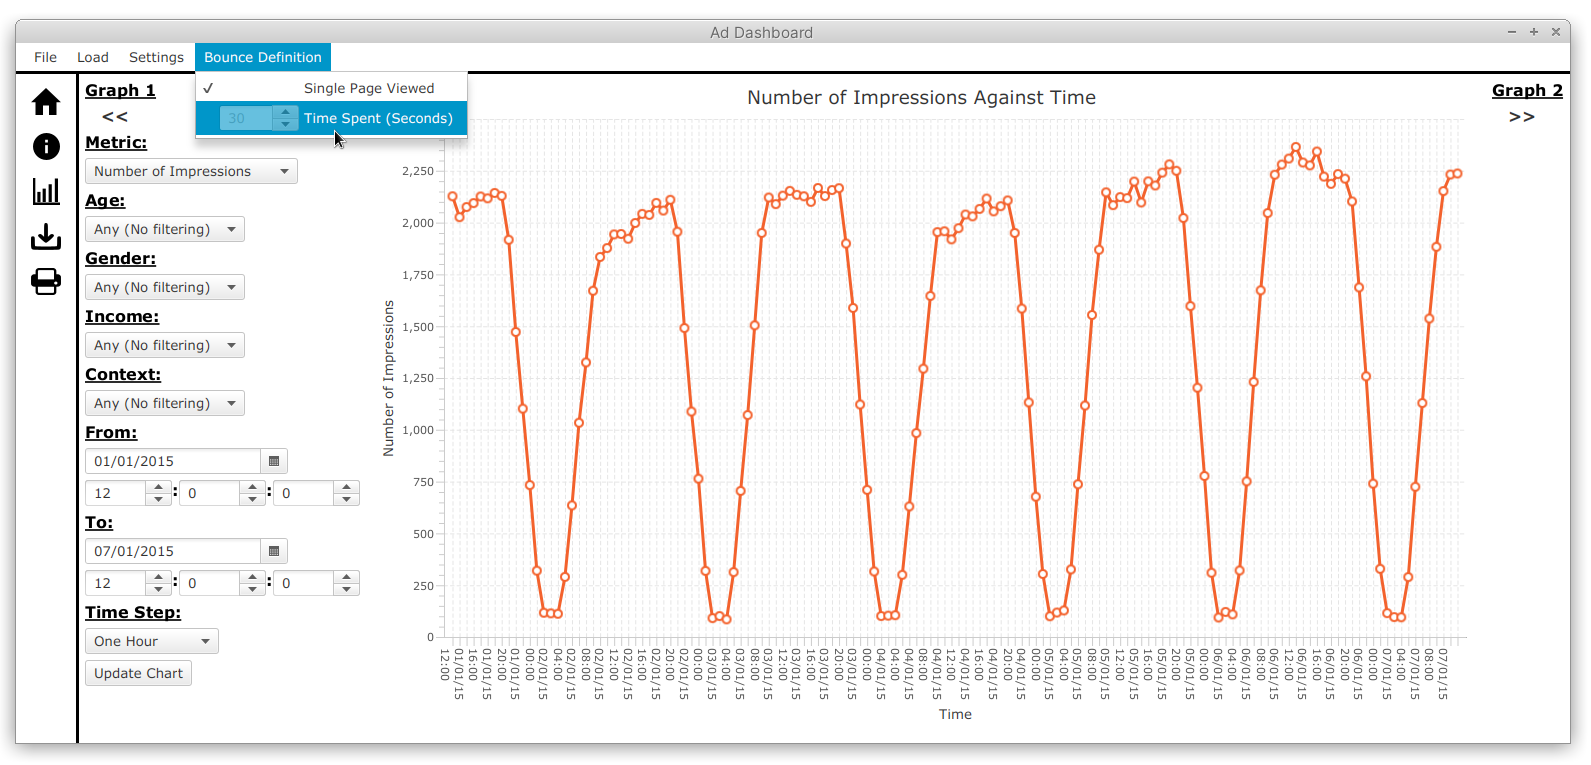 Ad Dashboard
File
Load
Settings
Bounce Definition
✓ Single Page Viewed
30 Time Spent (Seconds)
Graph 1
<<
Metric:
Number of Impressions
Age:
Any (No filtering)
Gender:
Any (No filtering)
Income:
Any (No filtering)
Context:
Any (No filtering)
From:
01/01/2015
12 : 0 : 0
To:
07/01/2015
12 : 0 : 0
Time Step:
One Hour
Update Chart
Number of Impressions Against Time
Graph 2
>>
Number of Impressions
2,250
2,000
1,750
1,500
1,250
1,000
750
500
250
0
01/01/15
12:00
01/01/15
16:00
01/01/15
20:00
02/01/15
00:00
02/01/15
04:00
02/01/15
08:00
02/01/15
12:00
02/01/15
16:00
02/01/15
20:00
03/01/15
00:00
03/01/15
04:00
03/01/15
08:00
03/01/15
12:00
03/01/15
16:00
03/01/15
20:00
04/01/15
00:00
04/01/15
04:00
04/01/15
08:00
04/01/15
12:00
04/01/15
16:00
04/01/15
20:00
05/01/15
00:00
05/01/15
04:00
05/01/15
08:00
05/01/15
12:00
05/01/15
16:00
05/01/15
20:00
06/01/15
00:00
06/01/15
04:00
06/01/15
08:00
06/01/15
12:00
06/01/15
16:00
06/01/15
20:00
07/01/15
00:00
07/01/15
04:00
07/01/15
08:00
Time